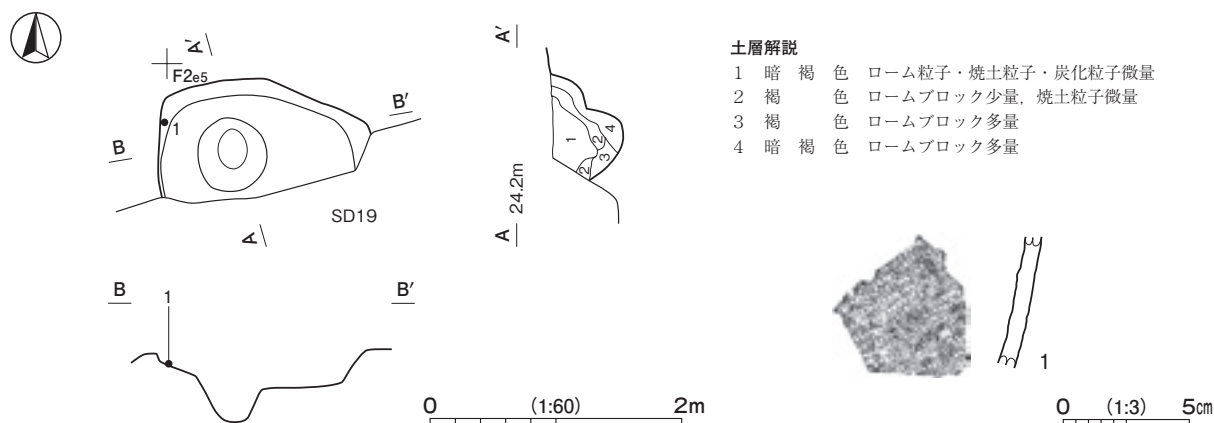 A′
F2e5
1
B
B′
SD19
A
A′
1
2
3
4
2
A 24.2m
土層解説
1 暗褐色 ローム粒子・焼土粒子・炭化粒子微量
2 褐色 ロームブロック少量，焼土粒子微量
3 褐色 ロームブロック多量
4 暗褐色 ロームブロック多量
B 1 B′
1
0 (1:60) 2m
0 (1:3) 5㎝